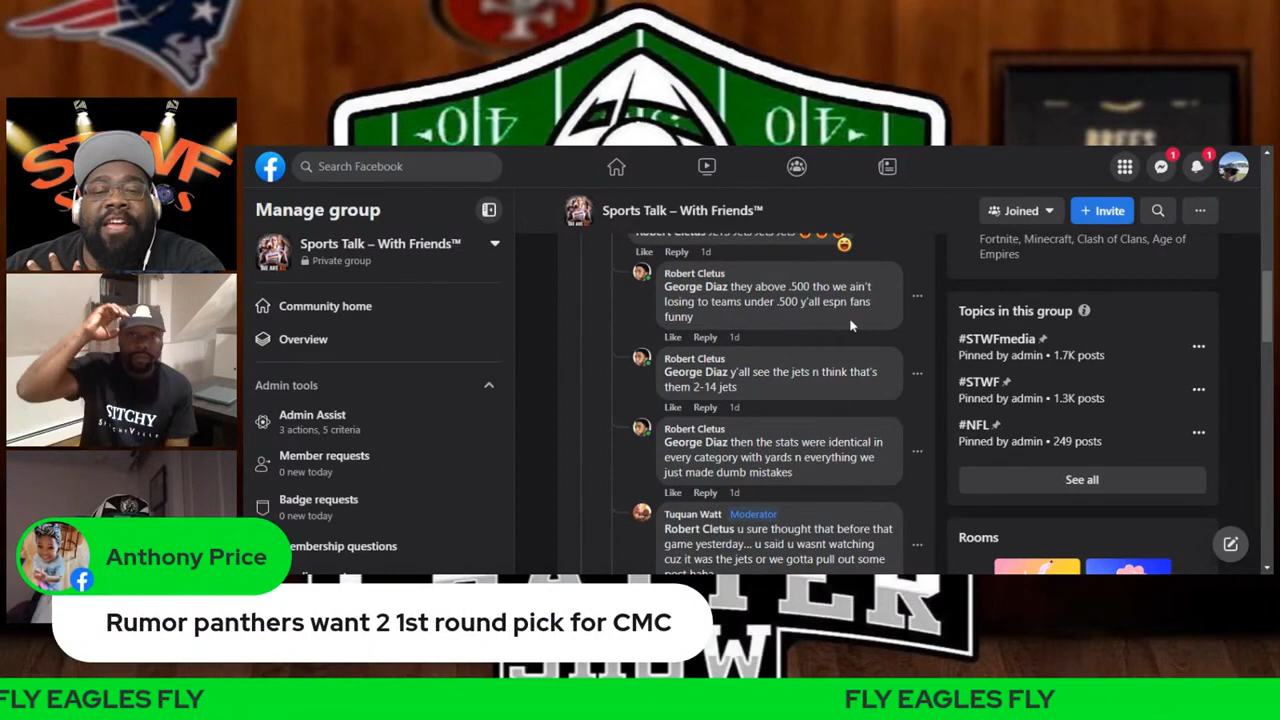 Search Facebook
1
1
Manage group
Sports Talk – With Friends™
Private group
Community home
Overview
Admin tools
Admin Assist
3 actions, 5 criteria
Member requests
0 new today
Badge requests
0 new today
embership questions
Sports Talk – With Friends™
Joined
+ Invite
Like Reply 1d
Robert Cletus
George Diaz they above .500 tho we ain't
losing to teams under .500 y'all espn fans
funny
Like Reply 1d
Robert Cletus
George Diaz y'all see the jets n think that's
them 2-14 jets
Like Reply 1d
Robert Cletus
George Diaz then the stats were identical in
every category with yards n everything we
just made dumb mistakes
Like Reply 1d
Tuquan Watt Moderator
Robert Cletus u sure thought that before that
game yesterday... u said u wasnt watching
cuz it was the jets or we gotta pull out some
Fortnite, Minecraft, Clash of Clans, Age of
Empires
Topics in this group
#STWFmedia
Pinned by admin • 1.7K posts
#STWF
Pinned by admin • 1.3K posts
#NFL
Pinned by admin • 249 posts
See all
Rooms
STITCHY
STITCHVILLE
Anthony Price
Rumor panthers want 2 1st round pick for CMC
SHOW
FLY EAGLES FLY
FLY EAGLES FLY